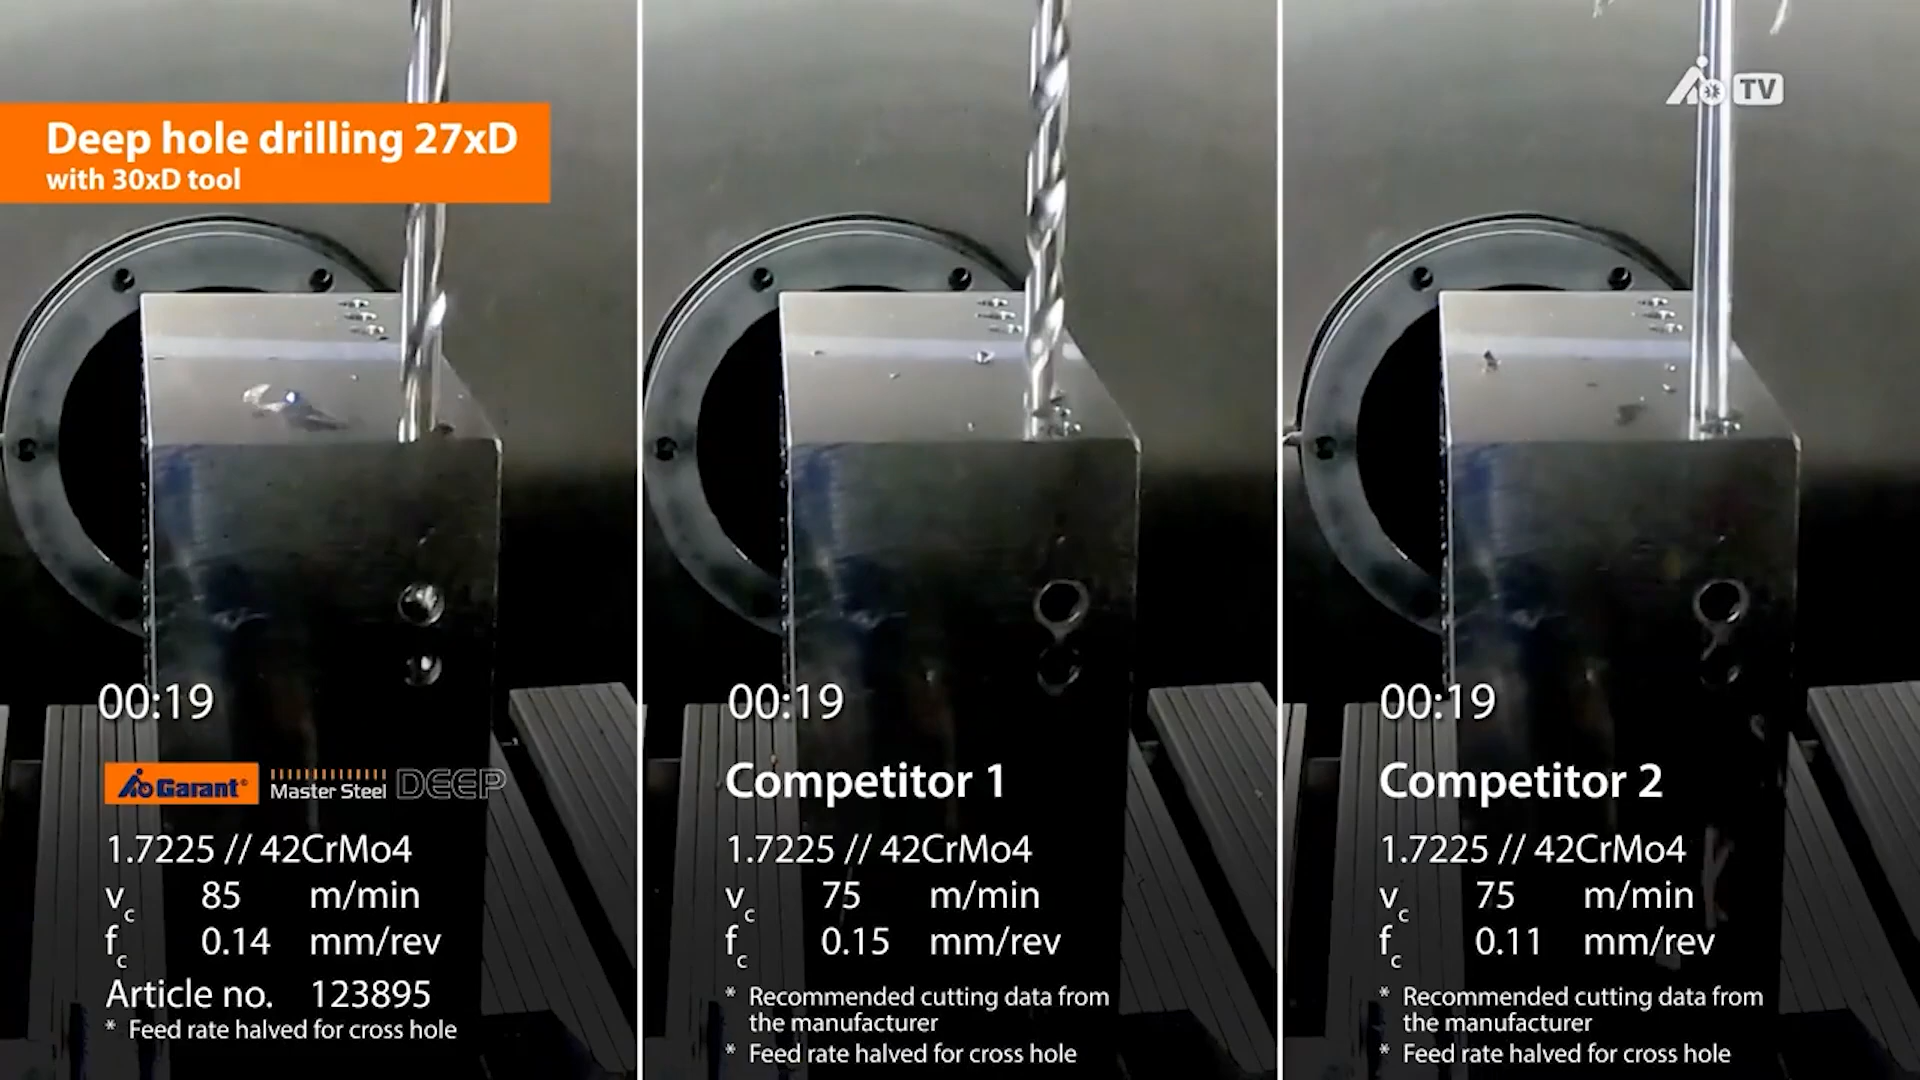 TV
Deep hole drilling 27xD
with 30xD tool
00:19
Garant
Master Steel DEEP
1.7225 // 42CrMo4
vc 85 m/min
fc 0.14 mm/rev
Article no. 123895
* Feed rate halved for cross hole
00:19
Competitor 1
1.7225 // 42CrMo4
vc 75 m/min
fc 0.15 mm/rev
* Recommended cutting data from
the manufacturer
* Feed rate halved for cross hole
00:19
Competitor 2
1.7225 // 42CrMo4
vc 75 m/min
fc 0.11 mm/rev
* Recommended cutting data from
the manufacturer
* Feed rate halved for cross hole